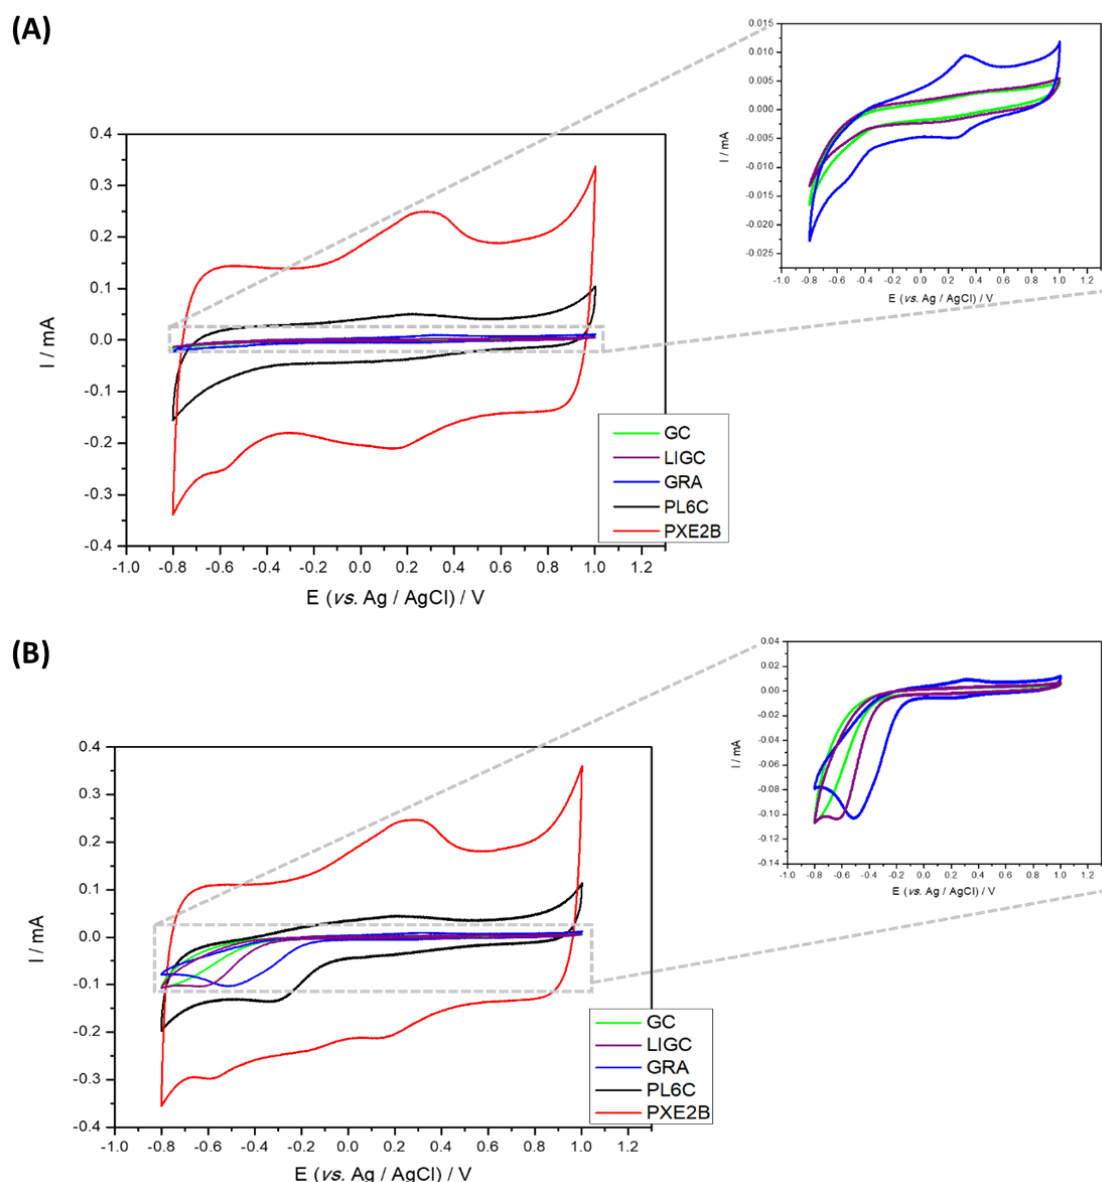 (A)
0.015
0.010
0.005
0.000
-0.005
-0.010
-0.015
-0.020
-0.025
I / mA
-1.0 -0.8 -0.6 -0.4 -0.2 0.0 0.2 0.4 0.6 0.8 1.0 1.2
E (vs. Ag / AgCl) / V
0.4
0.3
0.2
0.1
0.0
-0.1
-0.2
-0.3
-0.4
I / mA
-1.0 -0.8 -0.6 -0.4 -0.2 0.0 0.2 0.4 0.6 0.8 1.0 1.2
E (vs. Ag / AgCl) / V
GC
LIGC
GRA
PL6C
PXE2B
(B)
0.04
0.02
0.00
-0.02
-0.04
-0.06
-0.08
-0.10
-0.12
-0.14
I / mA
-1.0 -0.8 -0.6 -0.4 -0.2 0.0 0.2 0.4 0.6 0.8 1.0 1.2
E (vs. Ag / AgCl) / V
0.4
0.3
0.2
0.1
0.0
-0.1
-0.2
-0.3
-0.4
I / mA
-1.0 -0.8 -0.6 -0.4 -0.2 0.0 0.2 0.4 0.6 0.8 1.0 1.2
E (vs. Ag / AgCl) / V
GC
LIGC
GRA
PL6C
PXE2B